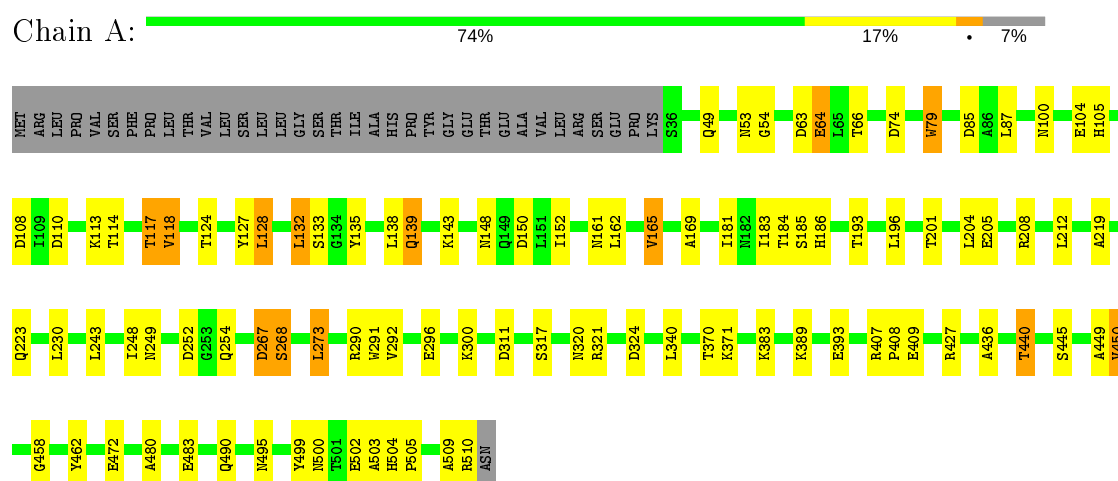 Chain A:
74% 17% • 7%
MET ARG LEU PRO VAL SER PHE PRO LEU THR VAL LEU SER LEU LEU GLY SER THR ILE ALA HIS PRO TYR GLY GLU THR GLU ALA VAL LEU ARG SER GLU PRO LYS S36 Q49 N53 G54 D63 E64 L65 T66 D74 W79 D85 A86 L87 N100 E104 H105
D108 I109 D110 K113 T114 T117 V118 T124 Y127 L128 L132 S133 G134 Y135 L138 Q139 K143 N148 Q149 D150 L151 I152 N161 L162 V165 A169 I181 N182 I183 T184 S185 H186 T193 L196 T201 L204 E205 R208 L212 A219
Q223 L230 L243 I248 N249 D252 G253 Q254 D267 S268 L273 R290 W291 V292 E296 K300 D311 S317 N320 R321 D324 L340 T370 K371 K383 K389 E393 R407 P408 E409 R427 A436 T440 S445 A449
G458 Y462 E472 A480 E483 Q490 N495 Y499 N500 T501 E502 A503 H504 P505 A509 R510 ASN